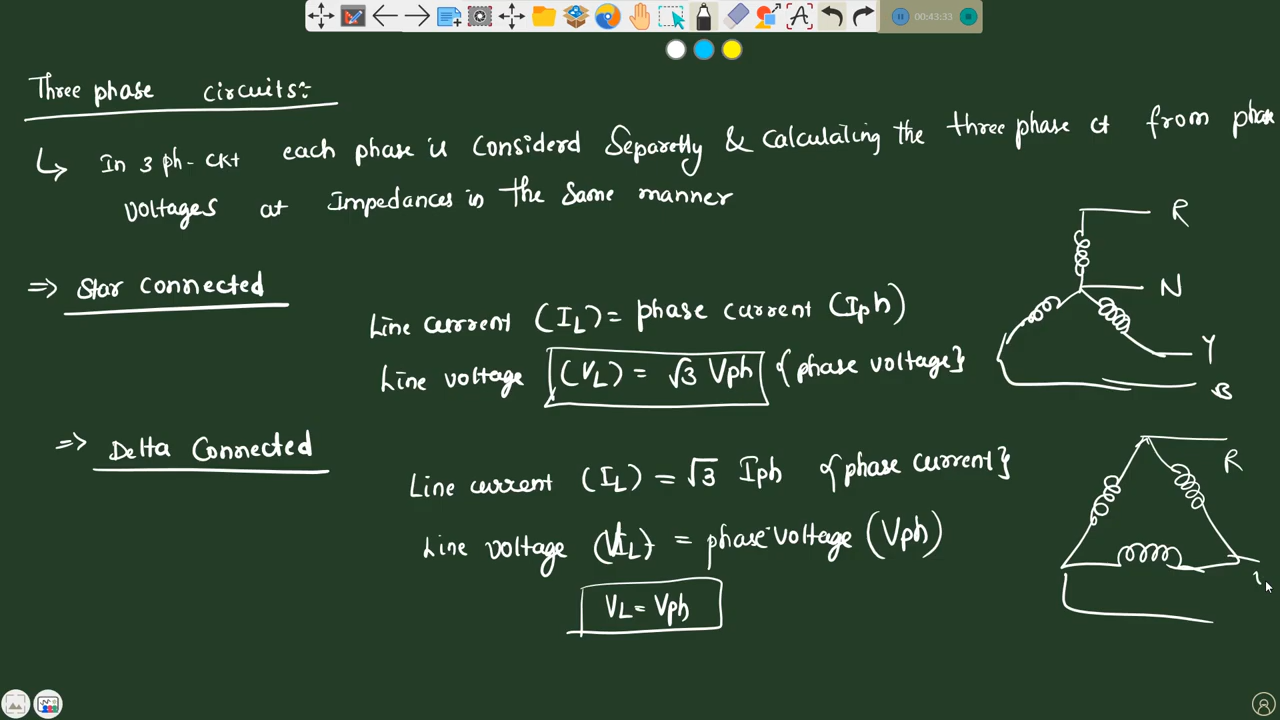 00:43:33
Three phase circuits:-
↳ In 3 ph-ckt each phase is Considerd Separetly & Calculating the three phase ct from phase
voltages at Impedances in the Same manner
⇒ Star Connected
Line current (IL) = phase current (Iph)
Line voltage (VL) = √3 Vph {phase voltage}
R
N
Y
B
⇒ Delta Connected
Line current (IL) = √3 Iph {phase current}
Line voltage (VL) = phase voltage (Vph)
VL = Vph
R